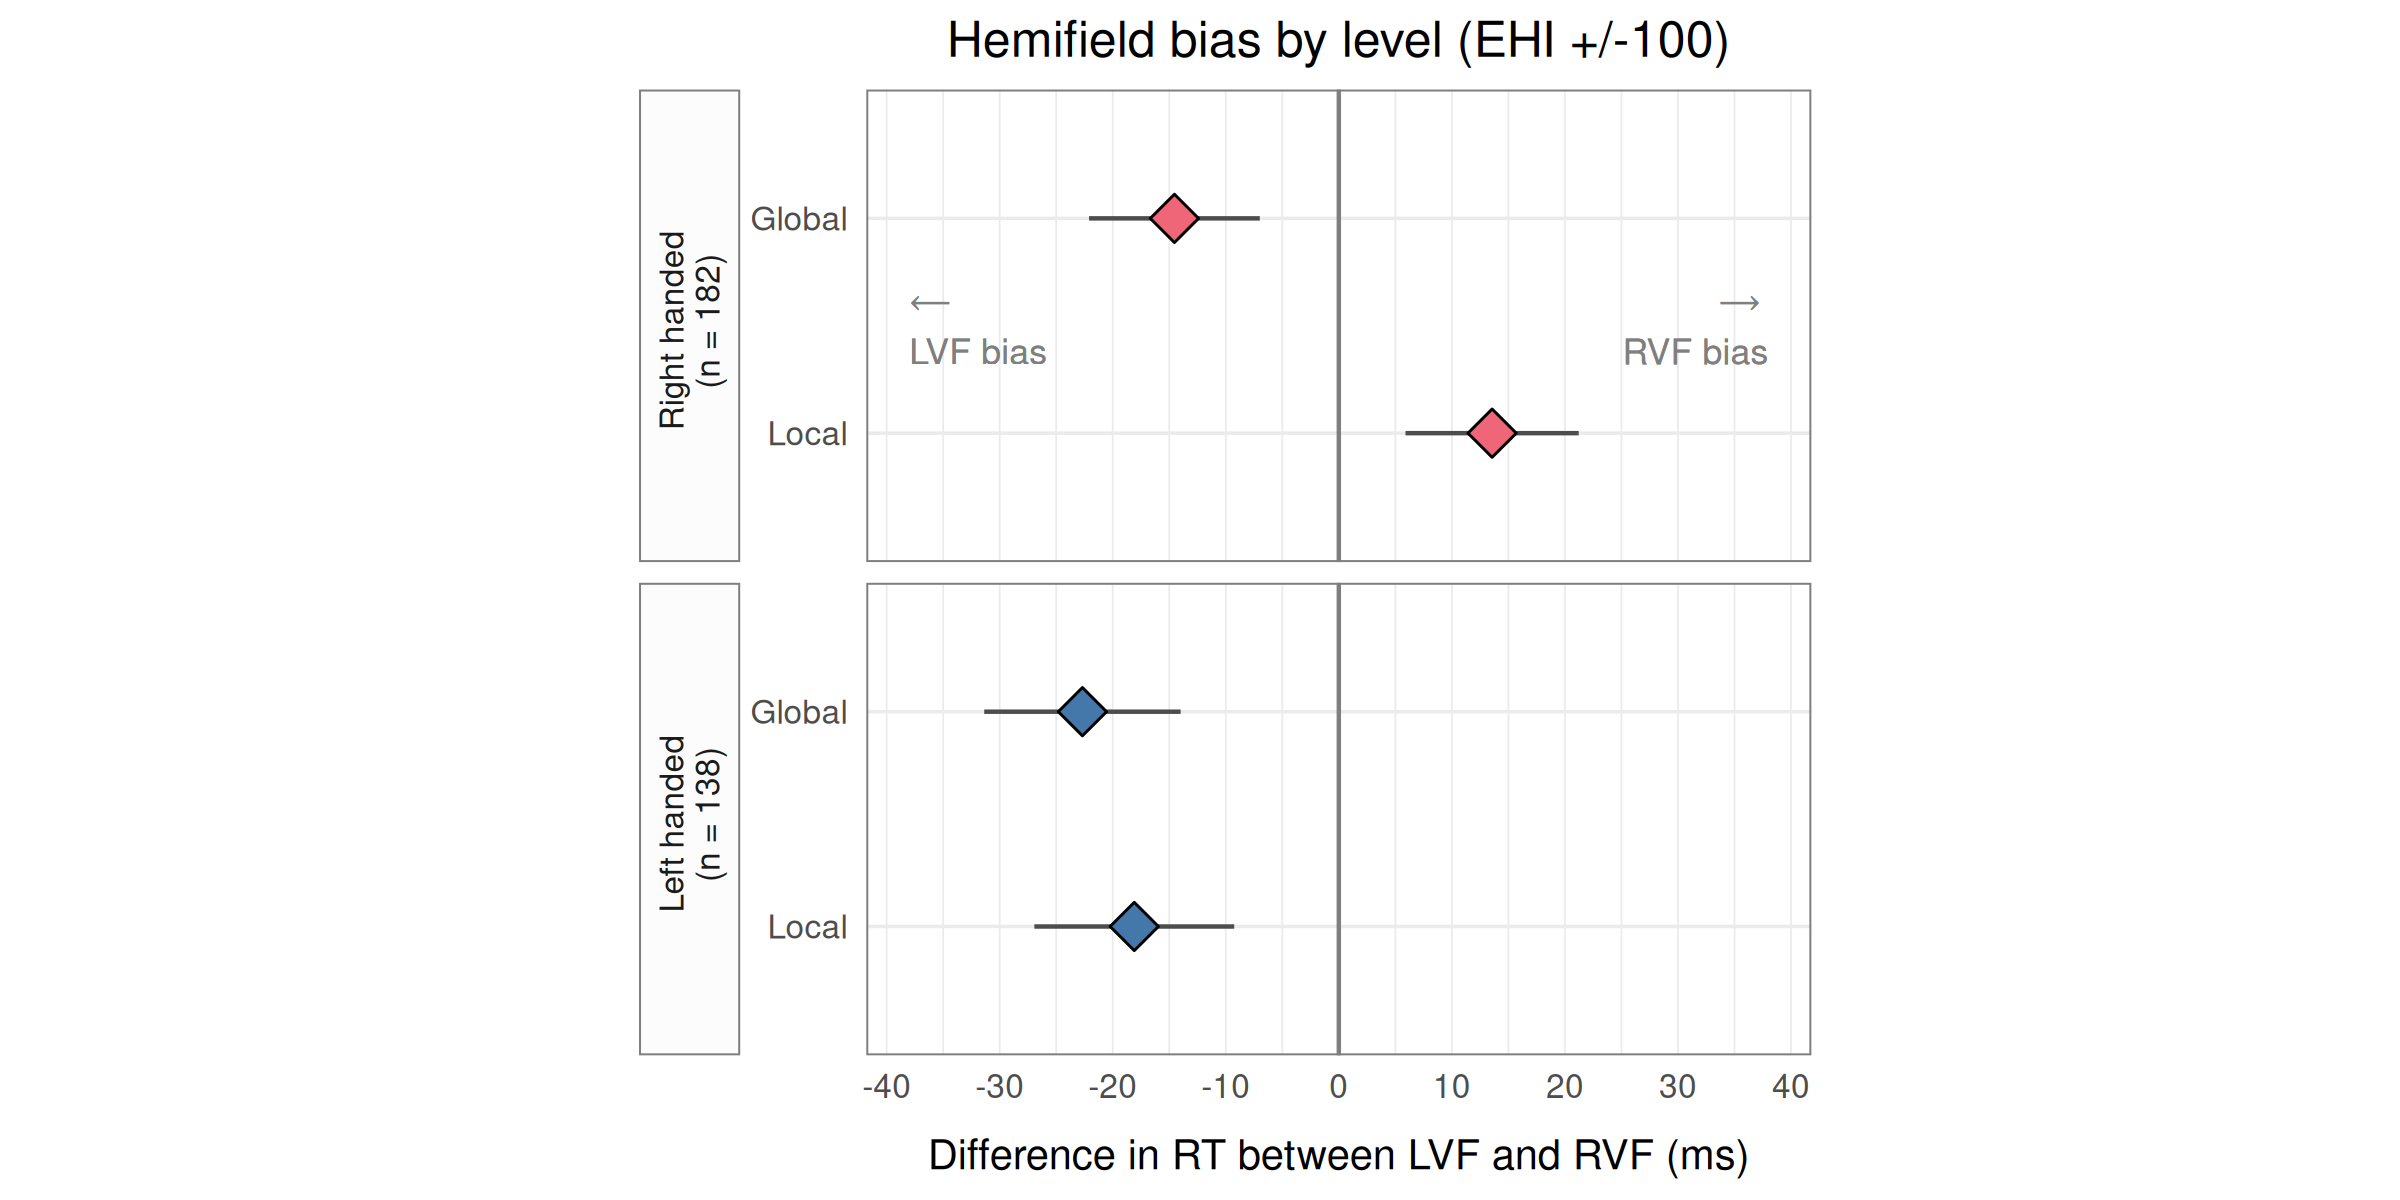 Hemifield bias by level (EHI +/-100)
Right handed
(n = 182)
Global
← →
LVF bias RVF bias
Local
Left handed
(n = 138)
Global
Local
-40 -30 -20 -10 0 10 20 30 40
Difference in RT between LVF and RVF (ms)